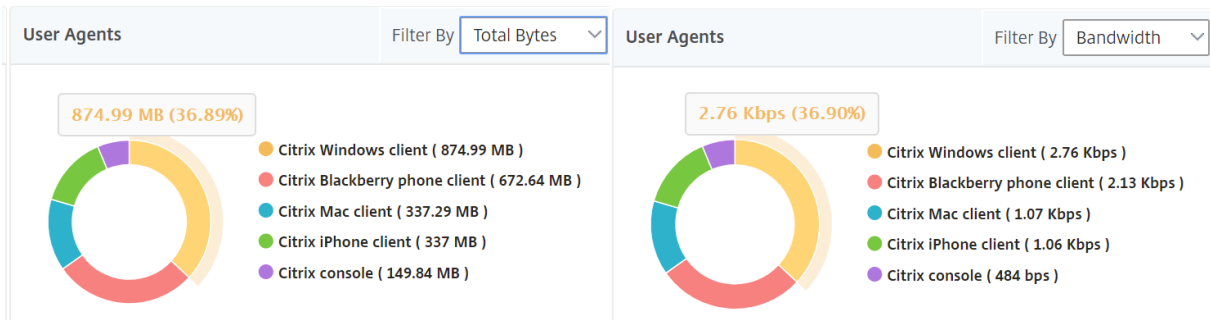 User Agents
Filter By Total Bytes
874.99 MB (36.89%)
Citrix Windows client ( 874.99 MB )
Citrix Blackberry phone client ( 672.64 MB )
Citrix Mac client ( 337.29 MB )
Citrix iPhone client ( 337 MB )
Citrix console ( 149.84 MB )
User Agents
Filter By Bandwidth
2.76 Kbps (36.90%)
Citrix Windows client ( 2.76 Kbps )
Citrix Blackberry phone client ( 2.13 Kbps )
Citrix Mac client ( 1.07 Kbps )
Citrix iPhone client ( 1.06 Kbps )
Citrix console ( 484 bps )